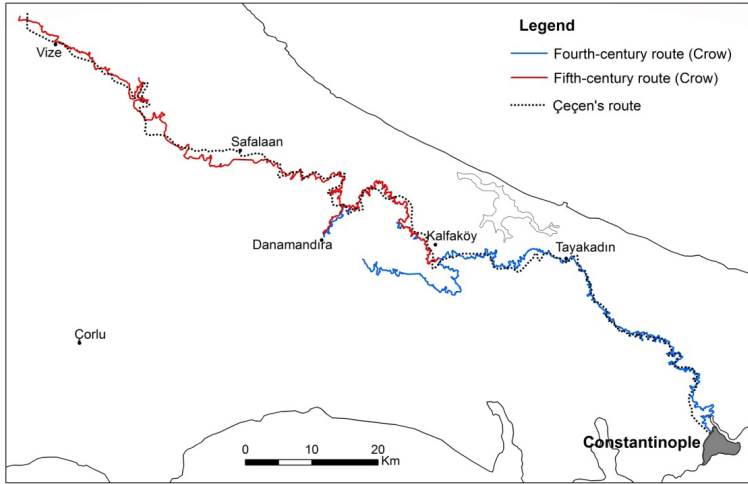 Legend
Fourth-century route (Crow)
Fifth-century route (Crow)
Çeçen's route
Vize
Safalaan
Danamandıra
Kalfaköy
Tayakadın
Çorlu
Constantinople
0 10 20
Km